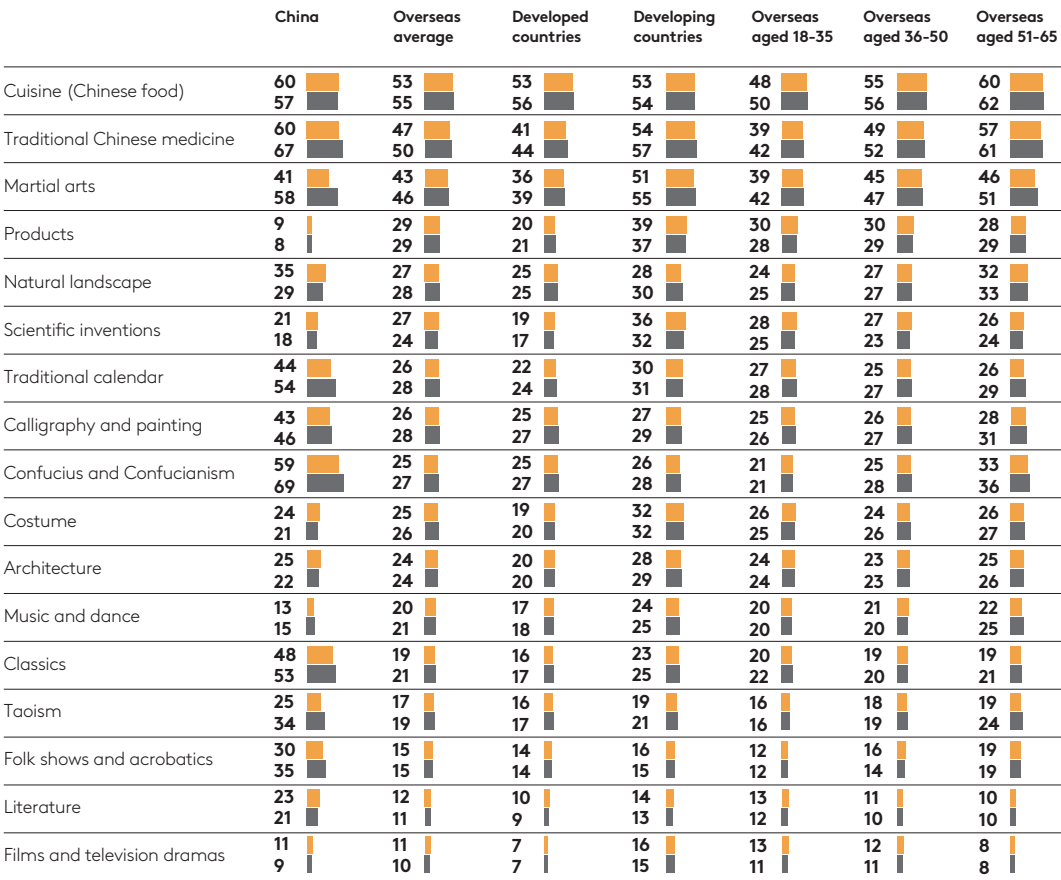 China Overseas average Developed countries Developing countries Overseas aged 18-35 Overseas aged 36-50 Overseas aged 51-65
Cuisine (Chinese food) 60 53 53 53 48 55 60
57 55 56 54 50 56 62
Traditional Chinese medicine 60 47 41 54 39 49 57
67 50 44 57 42 52 61
Martial arts 41 43 36 51 39 45 46
58 46 39 55 42 47 51
Products 9 29 20 39 30 30 28
8 29 21 37 28 29 29
Natural landscape 35 27 25 28 24 27 32
29 28 25 30 25 27 33
Scientific inventions 21 27 19 36 28 27 26
18 24 17 32 25 23 24
Traditional calendar 44 26 22 30 27 25 26
54 28 24 31 28 27 29
Calligraphy and painting 43 26 25 27 25 26 28
46 28 27 29 26 27 31
Confucius and Confucianism 59 25 25 26 21 25 33
69 27 27 28 21 28 36
Costume 24 25 19 32 26 24 26
21 26 20 32 25 26 27
Architecture 25 24 20 28 24 23 25
22 24 20 29 24 23 26
Music and dance 13 20 17 24 20 21 22
15 21 18 25 20 20 25
Classics 48 19 16 23 20 19 19
53 21 17 25 22 20 21
Taoism 25 17 16 19 16 18 19
34 19 17 21 16 19 24
Folk shows and acrobatics 30 15 14 16 12 16 19
35 15 14 15 12 14 19
Literature 23 12 10 14 13 11 10
21 11 9 13 12 10 10
Films and television dramas 11 11 7 16 13 12 8
9 10 7 15 11 11 8